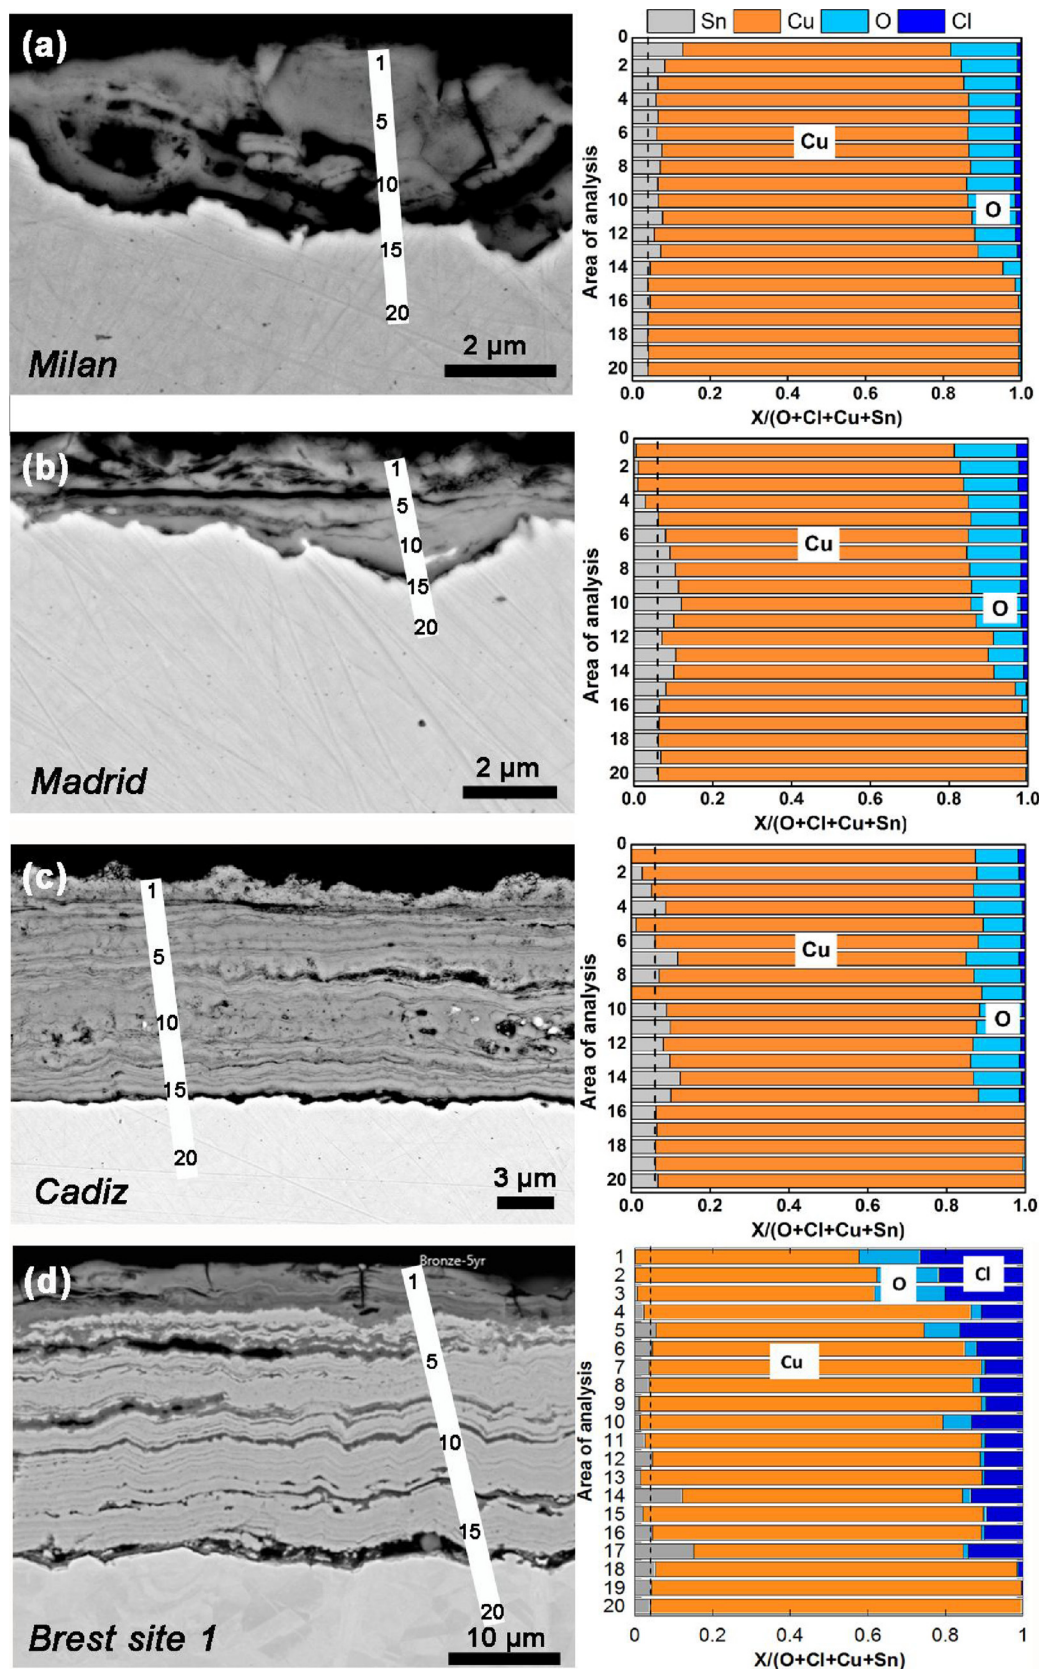 Sn Cu O Cl
(a)
1
5
10
15
20
2 µm
Milan
0
2
4
6
8
10
12
14
16
18
20
Cu
O
Area of analysis
0.0 0.2 0.4 0.6 0.8 1.0
X/(O+Cl+Cu+Sn)
(b)
1
5
10
15
20
2 µm
Madrid
0
2
4
6
8
10
12
14
16
18
20
Cu
O
Area of analysis
0.0 0.2 0.4 0.6 0.8 1.0
X/(O+Cl+Cu+Sn)
(c)
1
5
10
15
20
3 µm
Cadiz
0
2
4
6
8
10
12
14
16
18
20
Cu
O
Area of analysis
0.0 0.2 0.4 0.6 0.8 1.0
X/(O+Cl+Cu+Sn)
(d)
Bronze-5yr
1
5
10
15
20
10 µm
Brest site 1
1
2
3
4
5
6
7
8
9
10
11
12
13
14
15
16
17
18
19
20
Cl
O
Cu
Area of analysis
0 0.2 0.4 0.6 0.8 1
X/(O+Cl+Cu+Sn)